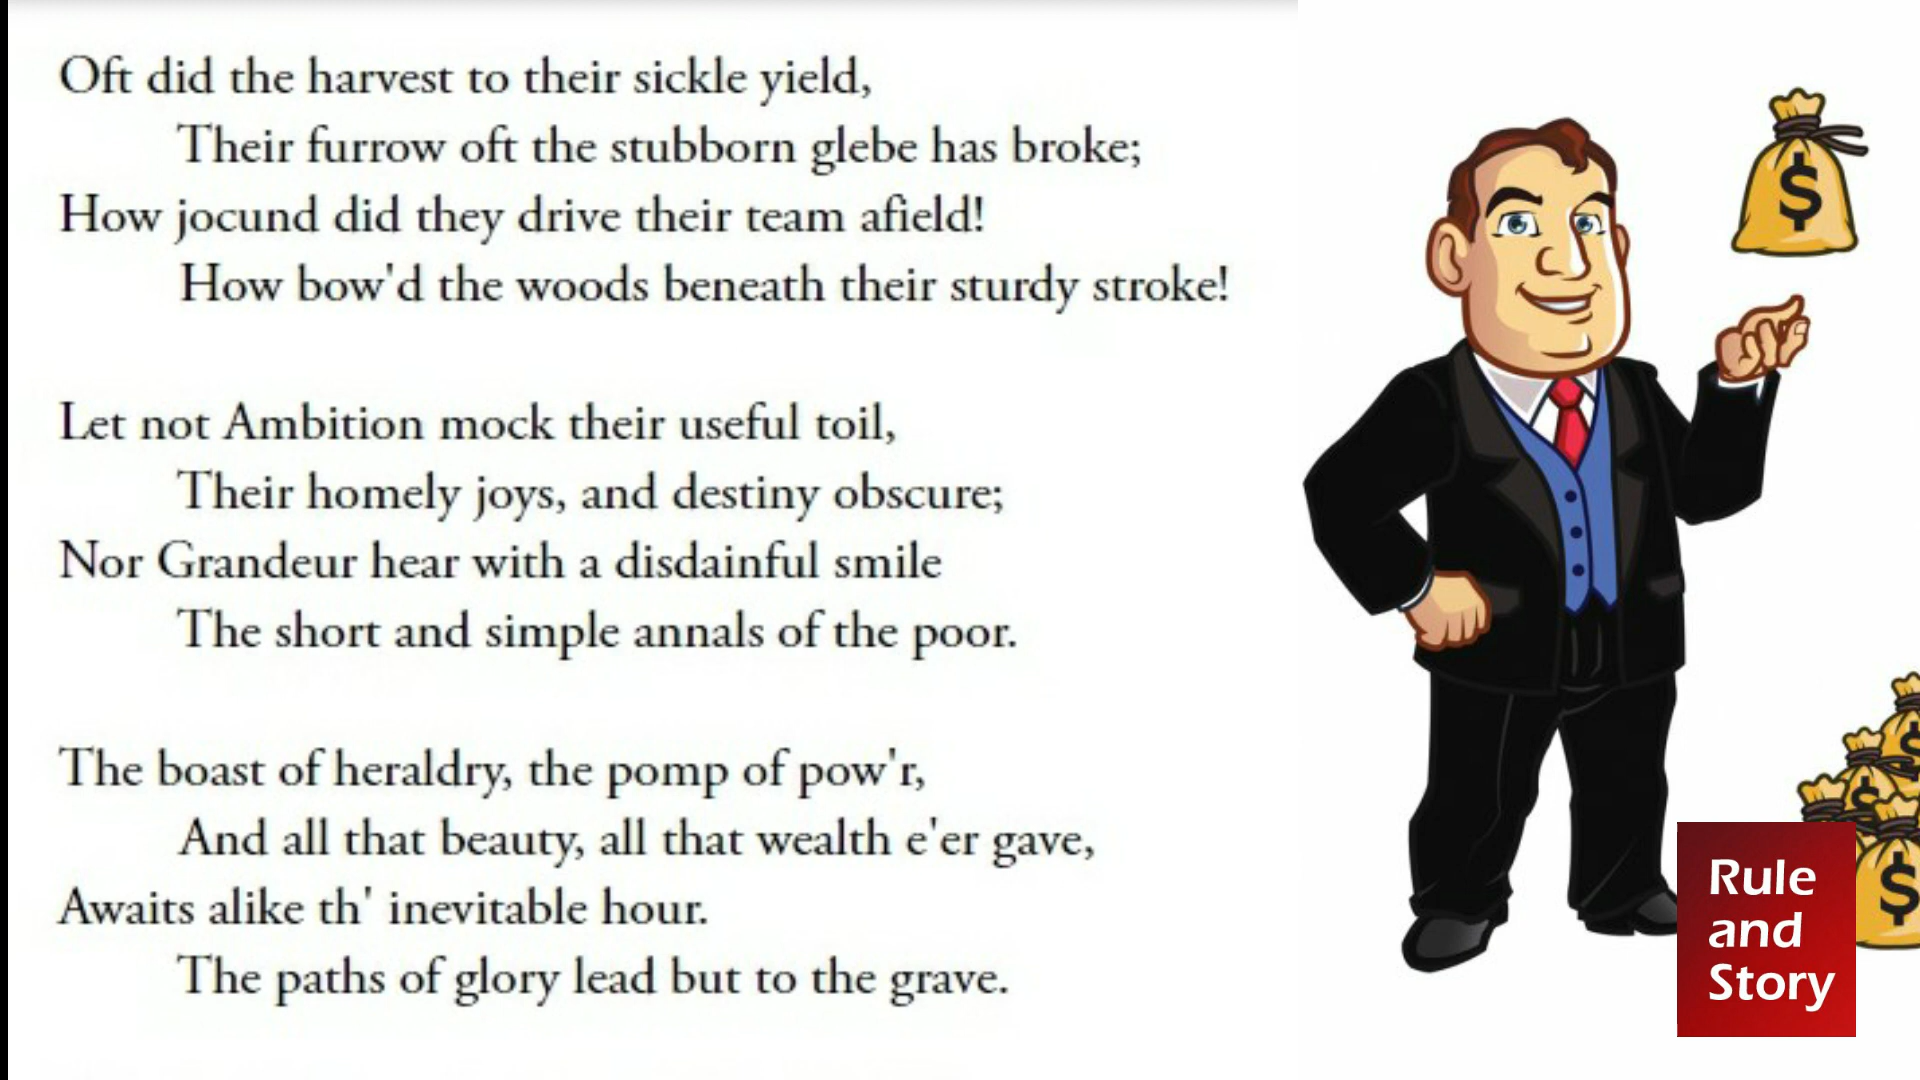 Oft did the harvest to their sickle yield,
Their furrow oft the stubborn glebe has broke;
How jocund did they drive their team afield!
How bow'd the woods beneath their sturdy stroke!
Let not Ambition mock their useful toil,
Their homely joys, and destiny obscure;
Nor Grandeur hear with a disdainful smile
The short and simple annals of the poor.
The boast of heraldry, the pomp of pow'r,
And all that beauty, all that wealth e'er gave,
Awaits alike th' inevitable hour.
The paths of glory lead but to the grave.
$
$
$
$
Rule
and
Story